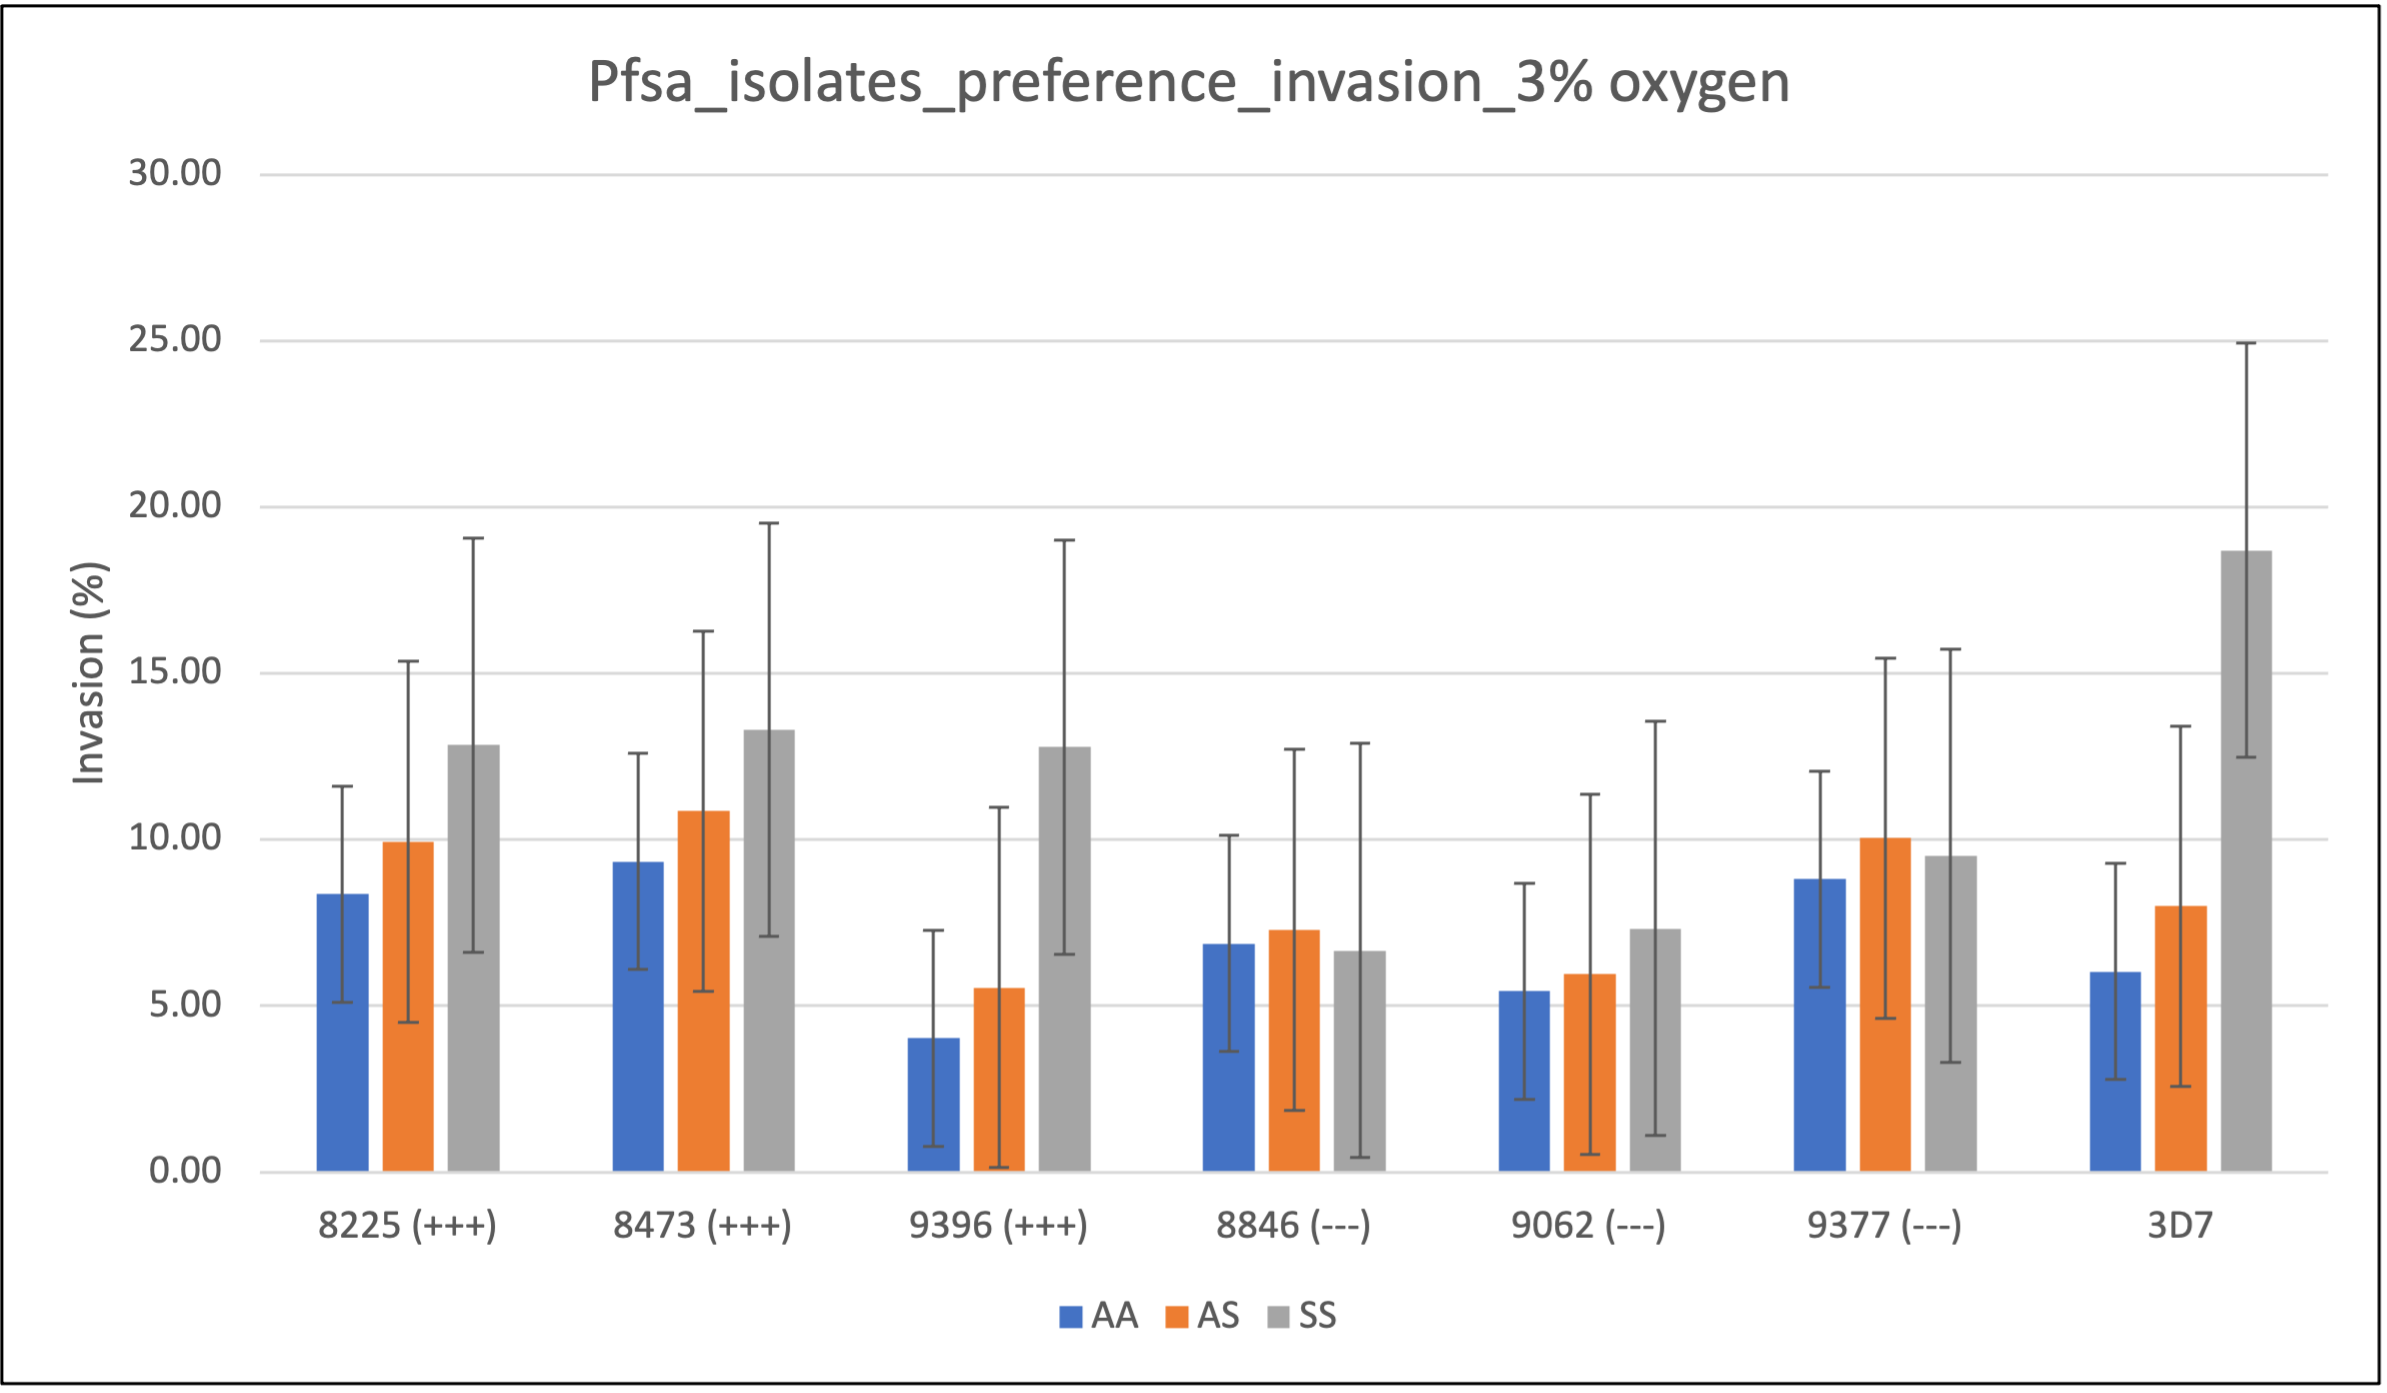 Pfsa_isolates_preference_invasion_3% oxygen
30.00
25.00
20.00
15.00
10.00
5.00
0.00
Invasion (%)
8225 (+++) 8473 (+++) 9396 (+++) 8846 (---) 9062 (---) 9377 (---) 3D7
AA AS SS